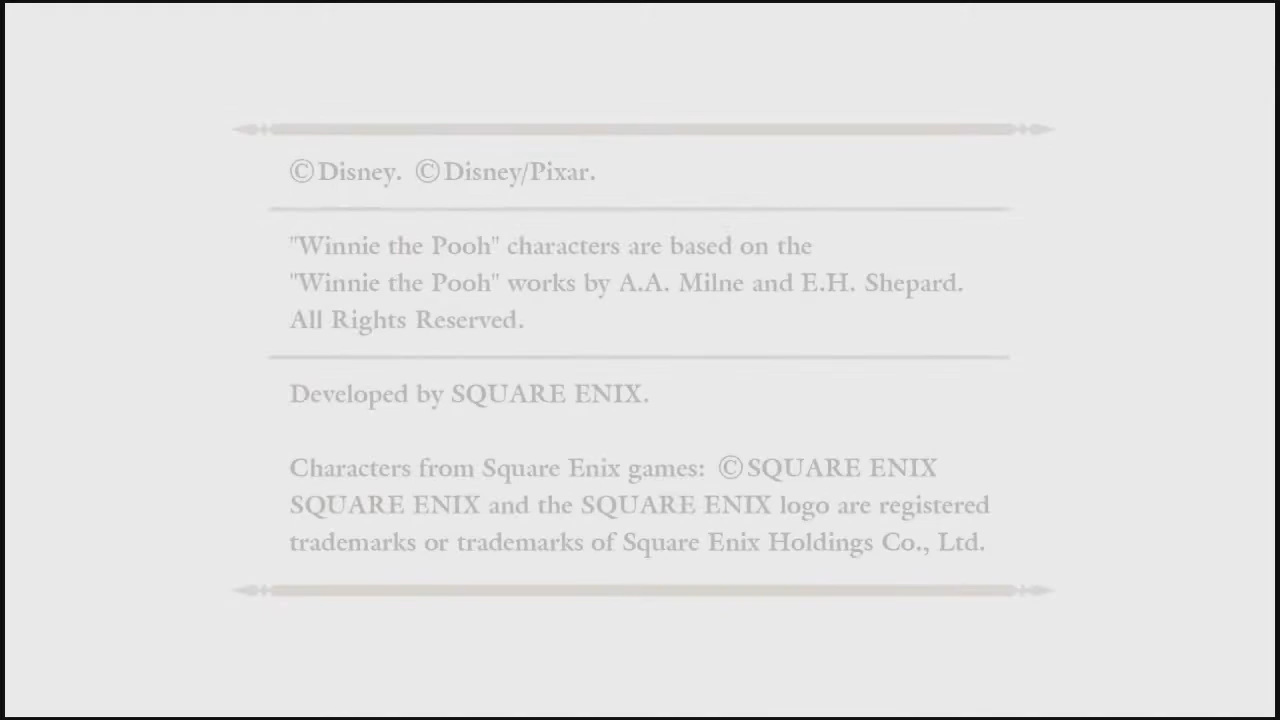 ©Disney. ©Disney/Pixar.
"Winnie the Pooh" characters are based on the
"Winnie the Pooh" works by A.A. Milne and E.H. Shepard.
All Rights Reserved.
Developed by SQUARE ENIX.
Characters from Square Enix games: ©SQUARE ENIX
SQUARE ENIX and the SQUARE ENIX logo are registered
trademarks or trademarks of Square Enix Holdings Co., Ltd.